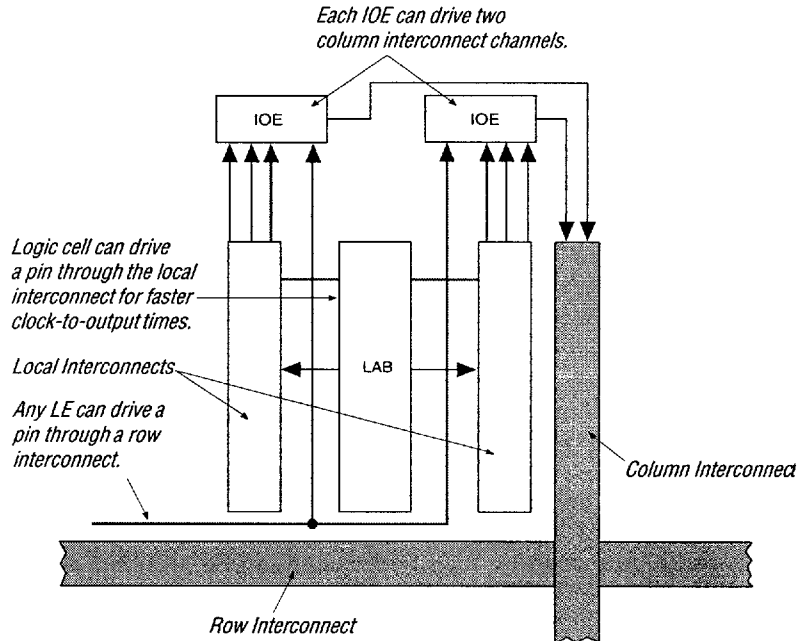 Each IOE can drive two
column interconnect channels.
IOE
IOE
Logic cell can drive
a pin through the local
interconnect for faster
clock-to-output times.
LAB
Local Interconnects
Any LE can drive a
pin through a row
interconnect.
Column Interconnect
Row Interconnect